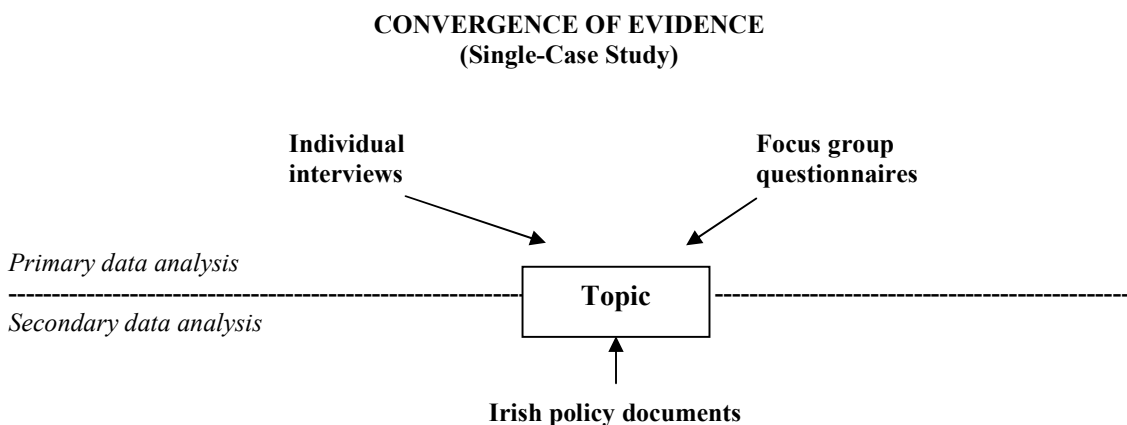 CONVERGENCE OF EVIDENCE
(Single-Case Study)
Individual
interviews
Focus group
questionnaires
Primary data analysis
Topic
Secondary data analysis
Irish policy documents